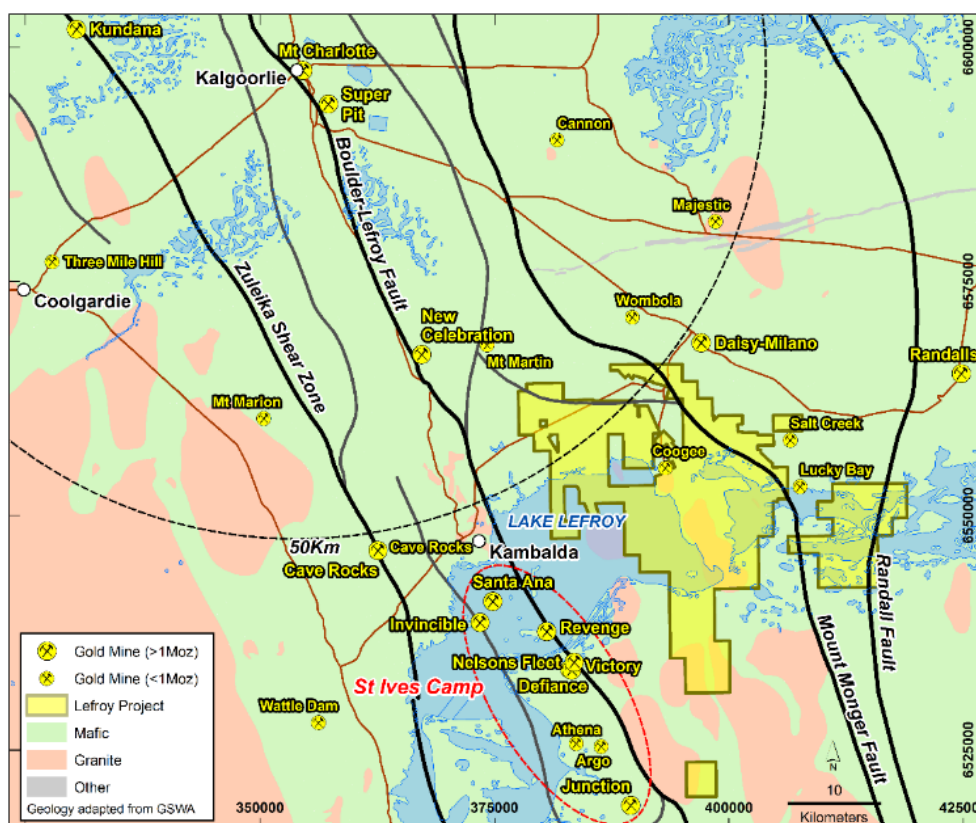 Kundana
Mt Charlotte
Kalgoorlie
Super
Pit
Cannon
6600000
Boulder-Lefroy Fault
Majestic
Three Mile Hill
Coolgardie
Zuleika Shear Zone
New
Celebration
Mt Martin
Wombola
Daisy-Milano
6575000
Randalls
Mt Marion
Salt Creek
Coogee
Lucky Bay
LAKE LEFROY
6550000
50Km
Cave Rocks
Cave Rocks
Kambalda
Randall Fault
Santa Ana
Invincible
Revenge
Nelsons Fleet
Victory
Defiance
St Ives Camp
Mount Monger Fault
Wattle Dam
Athena
Argo
Junction
6525000
Gold Mine (>1Moz)
Gold Mine (<1Moz)
Lefroy Project
Mafic
Granite
Other
Geology adapted from GSWA
N
10
Kilometers
350000
375000
400000
42500